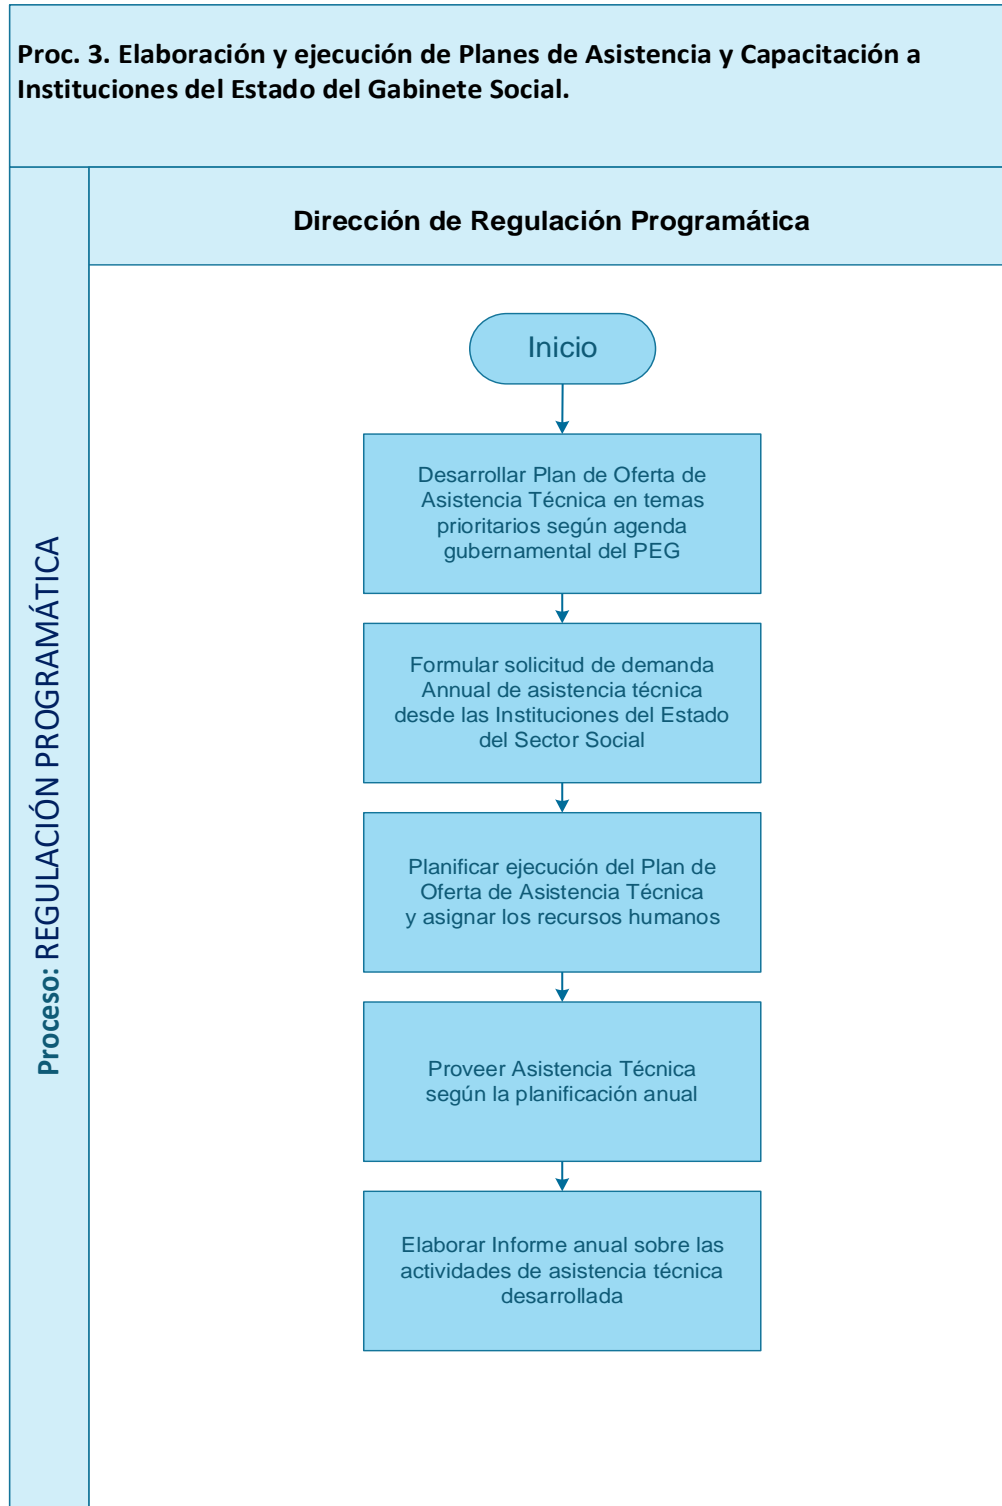 Proc. 3. Elaboración y ejecución de Planes de Asistencia y Capacitación a
Instituciones del Estado del Gabinete Social.
Dirección de Regulación Programática
Proceso: REGULACIÓN PROGRAMÁTICA
Inicio
Desarrollar Plan de Oferta de
Asistencia Técnica en temas
prioritarios según agenda
gubernamental del PEG
Formular solicitud de demanda
Annual de asistencia técnica
desde las Instituciones del Estado
del Sector Social
Planificar ejecución del Plan de
Oferta de Asistencia Técnica
y asignar los recursos humanos
Proveer Asistencia Técnica
según la planificación anual
Elaborar Informe anual sobre las
actividades de asistencia técnica
desarrollada